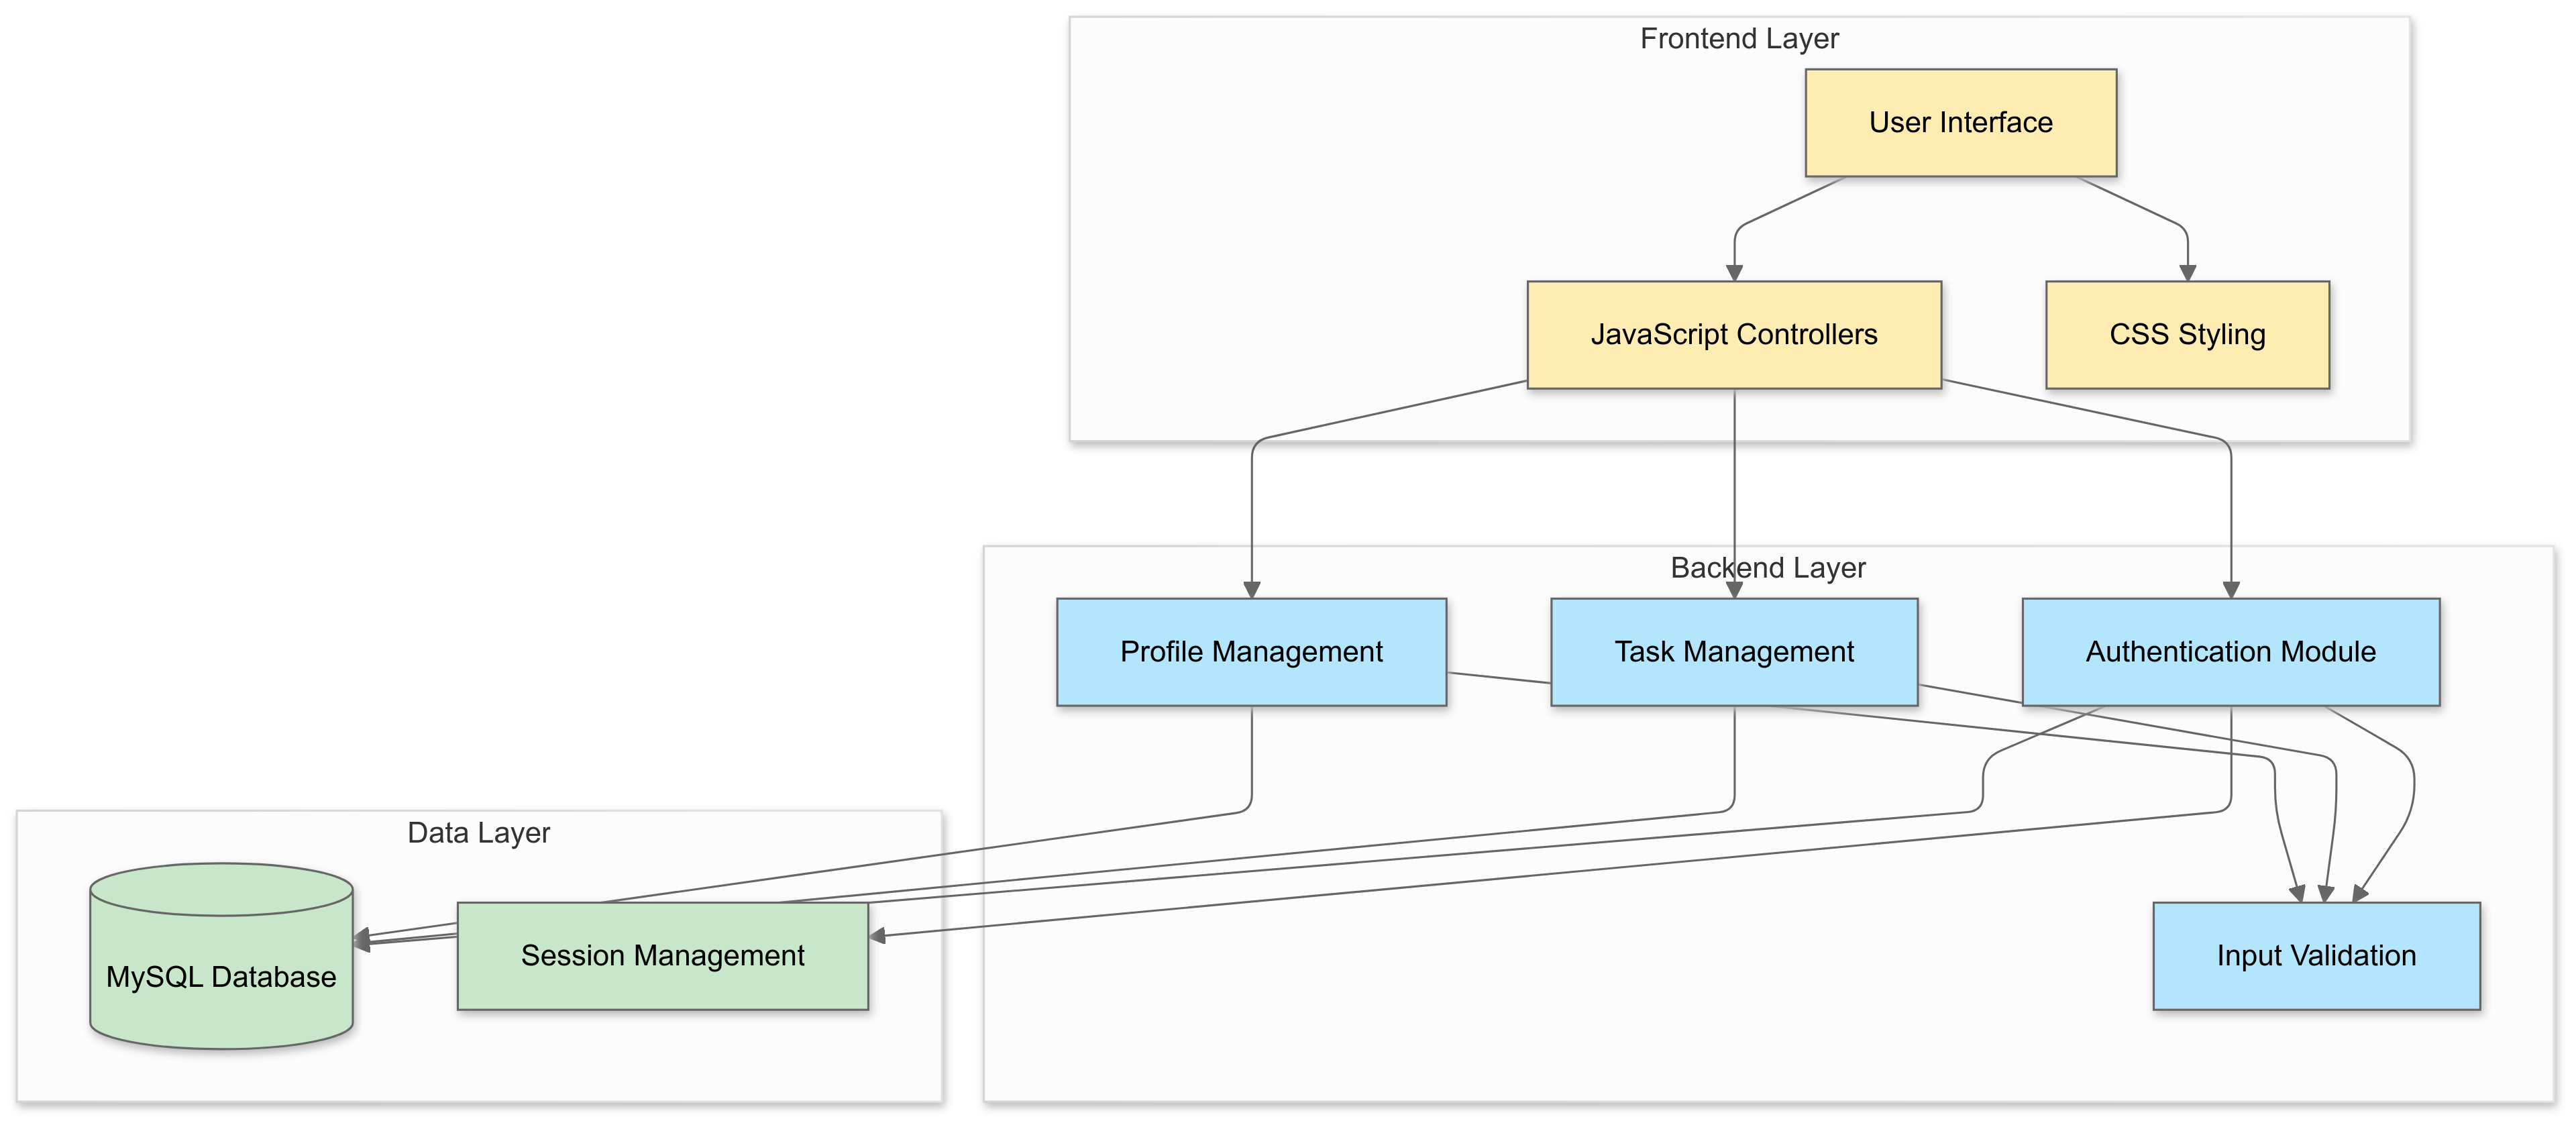 Frontend Layer
User Interface
JavaScript Controllers
CSS Styling
Backend Layer
Profile Management
Task Management
Authentication Module
Data Layer
MySQL Database
Session Management
Input Validation